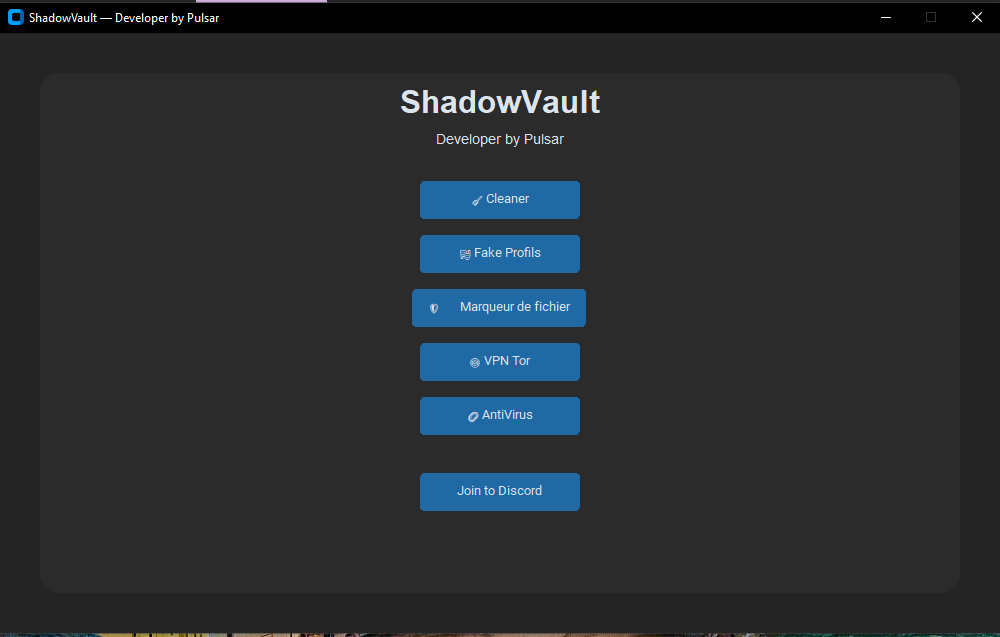 ShadowVault — Developer by Pulsar
ShadowVault
Developer by Pulsar
Cleaner
Fake Profils
Marqueur de fichier
VPN Tor
AntiVirus
Join to Discord